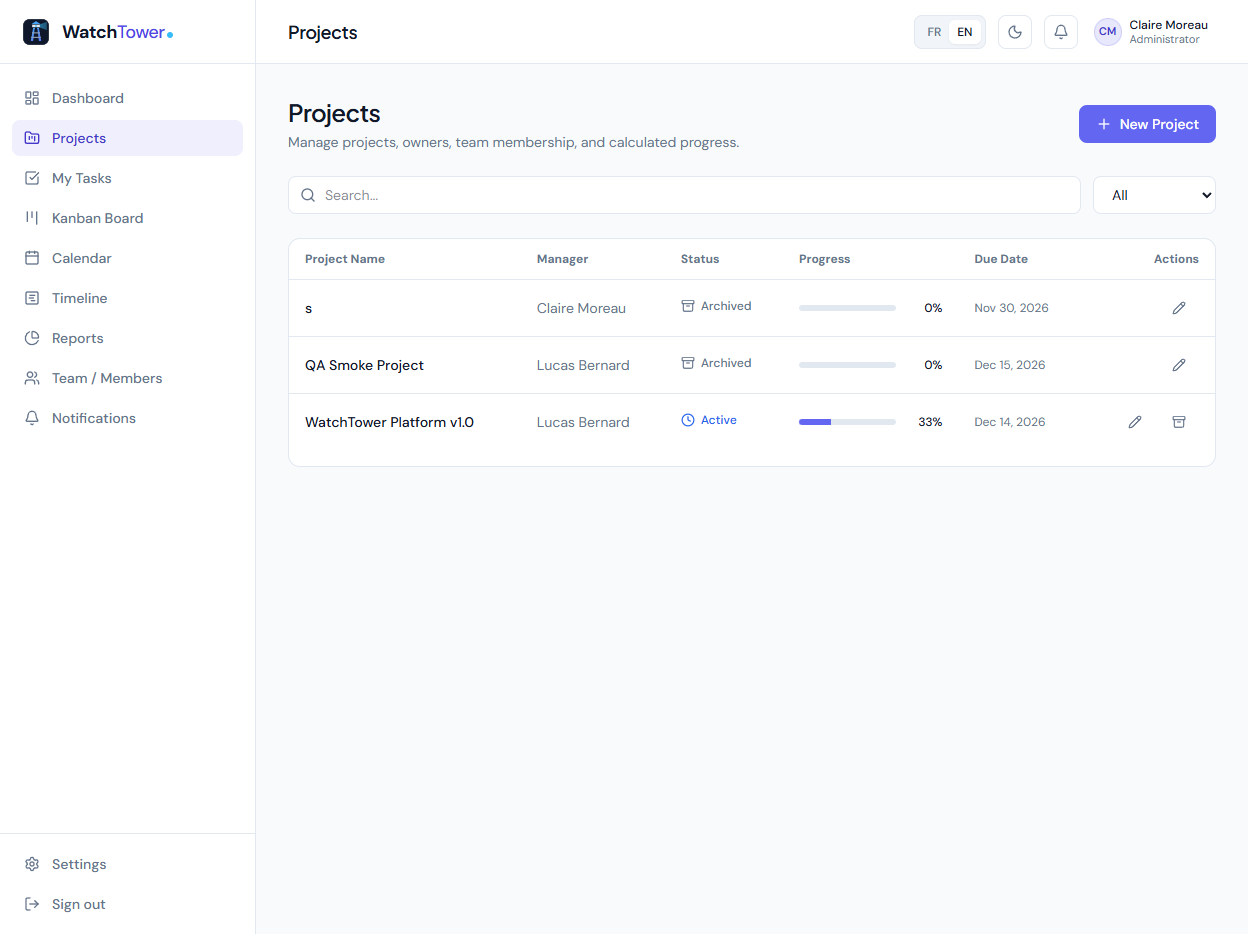 WatchTower
Projects
FR EN
CM
Claire Moreau
Administrator
Dashboard
Projects
My Tasks
Kanban Board
Calendar
Timeline
Reports
Team / Members
Notifications
Settings
Sign out
Projects
Manage projects, owners, team membership, and calculated progress.
New Project
Search...
All
Project Name Manager Status Progress Due Date Actions
s Claire Moreau Archived 0% Nov 30, 2026
QA Smoke Project Lucas Bernard Archived 0% Dec 15, 2026
WatchTower Platform v1.0 Lucas Bernard Active 33% Dec 14, 2026